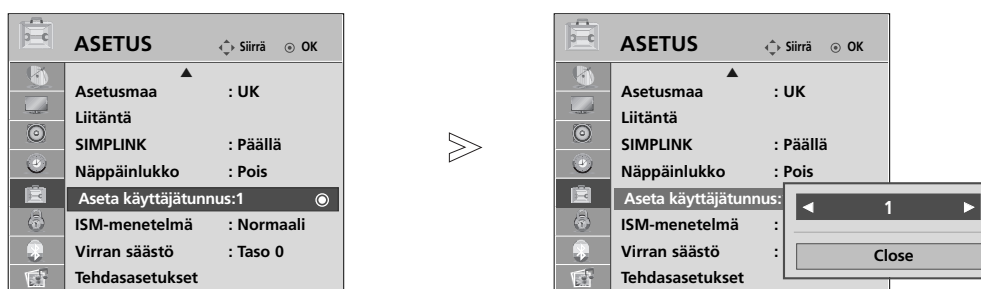 ASETUS Siirrä OK
Asetusmaa : UK
Liitäntä
SIMPLINK : Päällä
Näppäinlukko : Pois
Aseta käyttäjätunnus:1
ISM-menetelmä : Normaali
Virran säästö : Taso 0
Tehdasasetukset
ASETUS Siirrä OK
Asetusmaa : UK
Liitäntä
SIMPLINK : Päällä
Näppäinlukko : Pois
Aseta käyttäjätunnus:
ISM-menetelmä :
Virran säästö :
Tehdasasetukset
1
Close